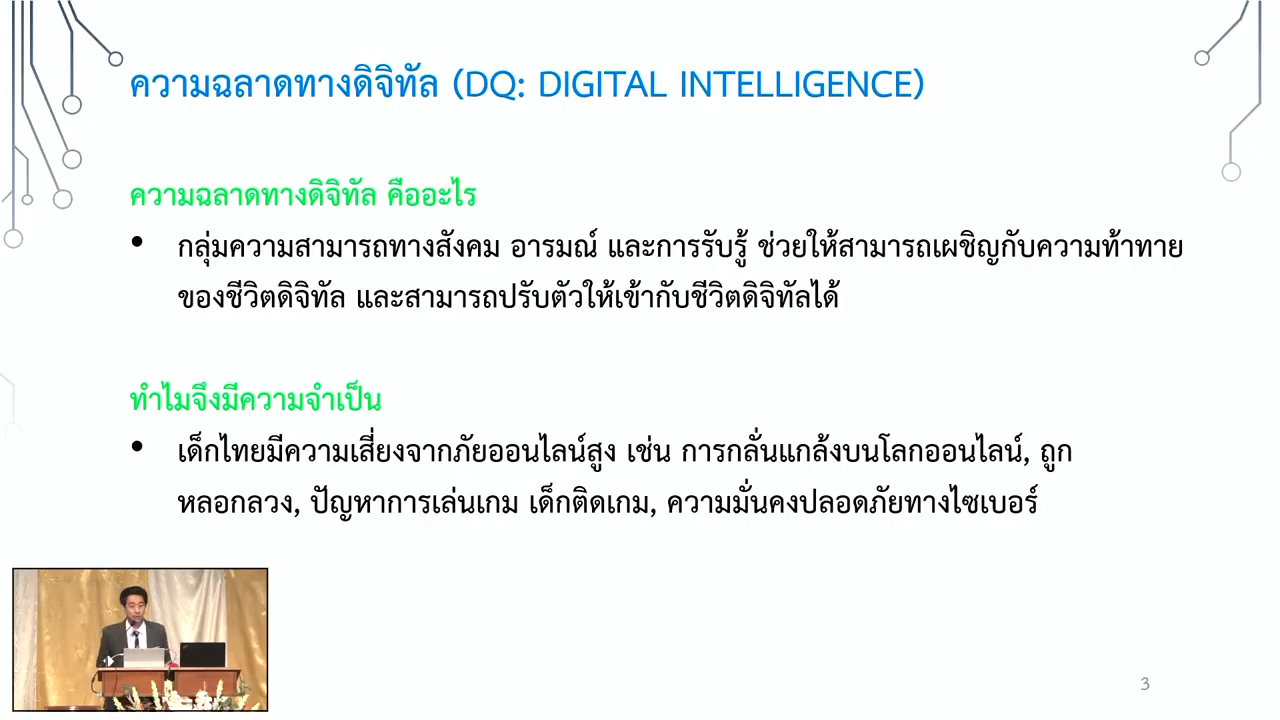 ความฉลาดทางดิจิทัล (DQ: DIGITAL INTELLIGENCE)
ความฉลาดทางดิจิทัล คืออะไร
• กลุ่มความสามารถทางสังคม อารมณ์ และการรับรู้ ช่วยให้สามารถเผชิญกับความท้าทาย
ของชีวิตดิจิทัล และสามารถปรับตัวให้เข้ากับชีวิตดิจิทัลได้
ทำไมจึงมีความจำเป็น
• เด็กไทยมีความเสี่ยงจากภัยออนไลน์สูง เช่น การกลั่นแกล้งบนโลกออนไลน์, ถูก
หลอกลวง, ปัญหาการเล่นเกม เด็กติดเกม, ความมั่นคงปลอดภัยทางไซเบอร์
3